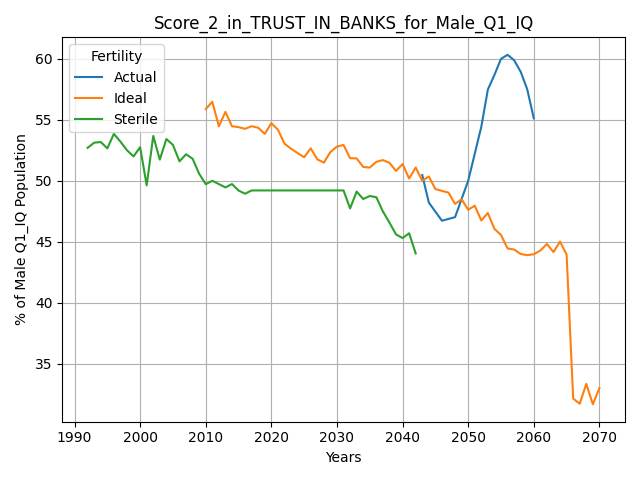 Score_2_in_TRUST_IN_BANKS_for_Male_Q1_IQ
Fertility
Actual
Ideal
Sterile
% of Male Q1_IQ Population
60
55
50
45
40
35
1990
2000
2010
2020
2030
2040
2050
2060
2070
Years